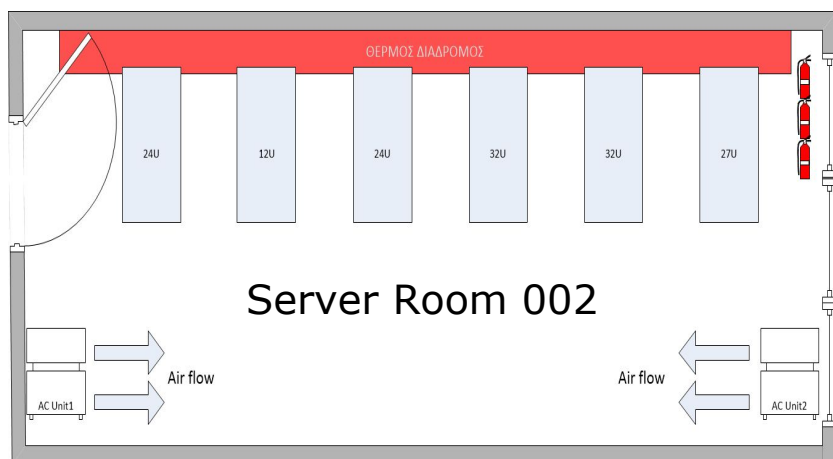 ΘΕΡΜΟΣ ΔΙΑΔΡΟΜΟΣ
24U
12U
24U
32U
32U
27U
Server Room 002
Air flow
Air flow
AC Unit1
AC Unit2